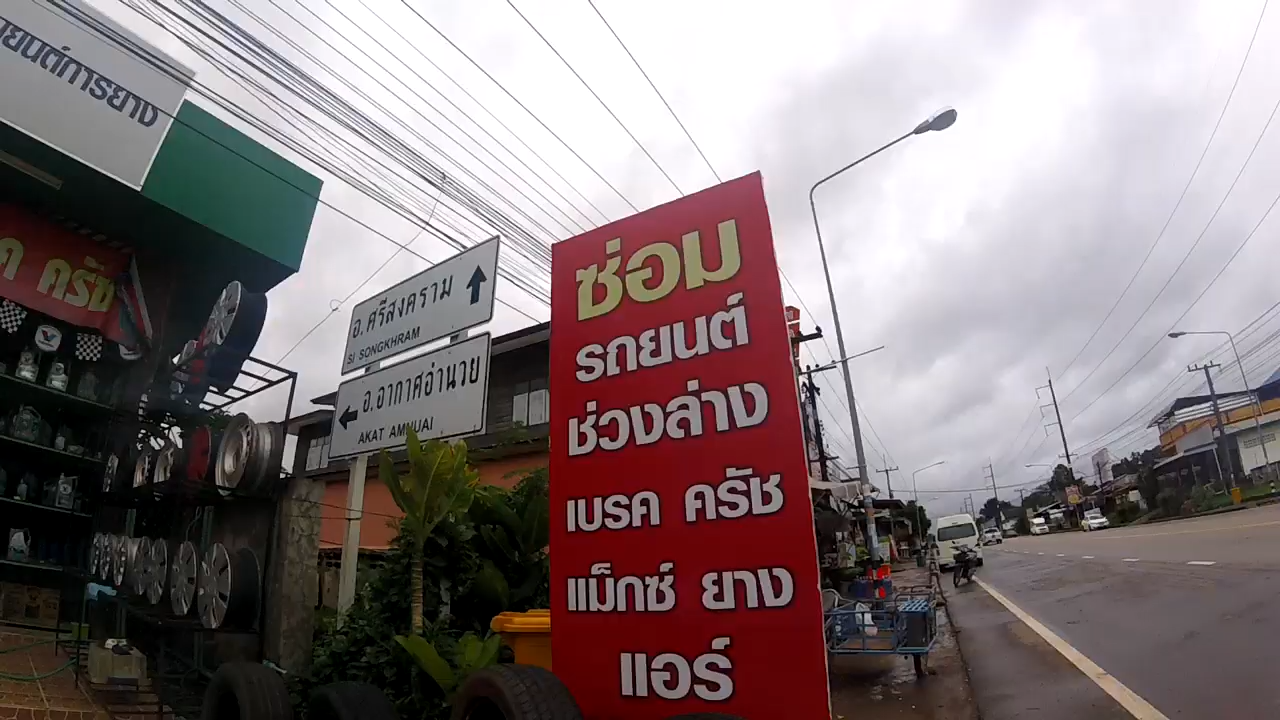 ยนต์การยาง
ค ครัช
อ.ศรีสงคราม
SI SONGKHRAM
อ.อากาศอำนวย
AKAT AMNUAI
ซ่อม
รถยนต์
ช่วงล่าง
เบรค ครัช
แม็กซ์ ยาง
แอร์